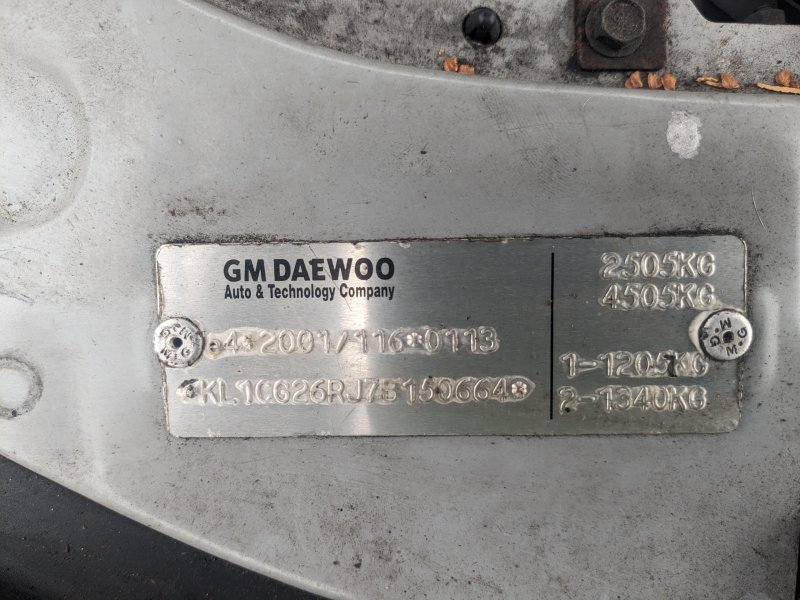 GM DAEWOO
Auto & Technology Company
e4*2001/116*0113
*KL1CG26RJ7B150664*
2505KG
4505KG
1-1205KG
2-1340KG